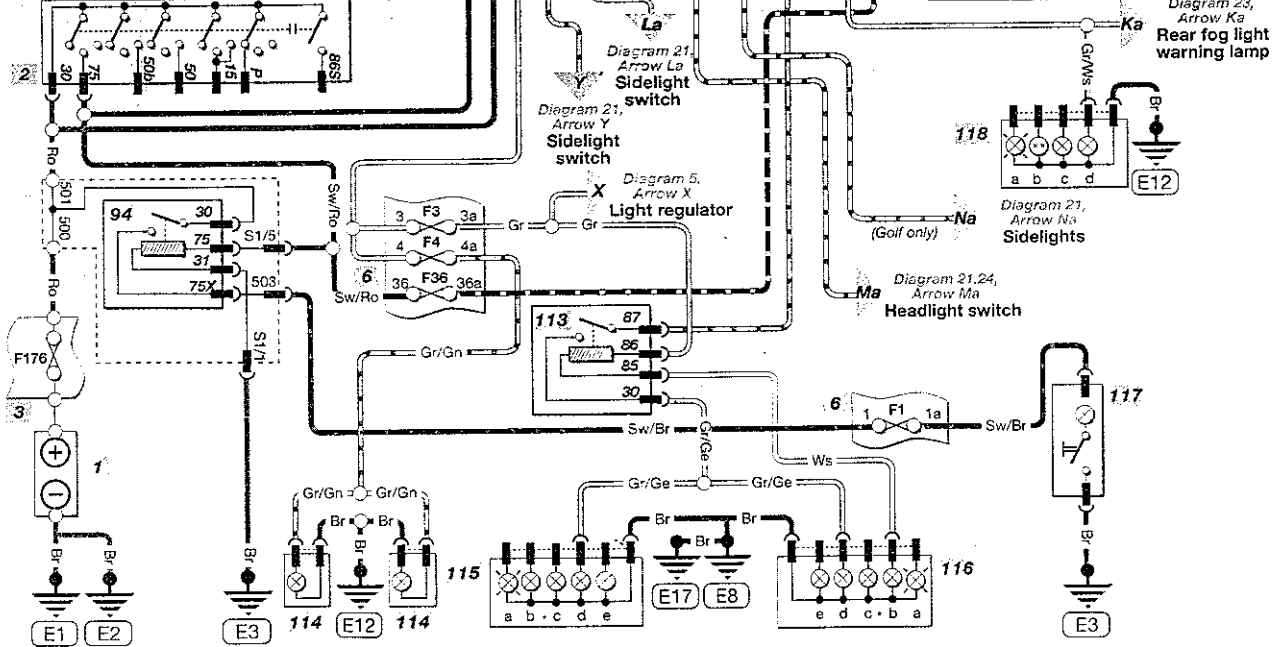 Diagram 23,
Arrow Ka
Rear fog light
warning lamp
Ka
La
Diagram 21
Arrow La
Sidelight
switch
Y
Diagram 21,
Arrow Y
Sidelight
switch
2
30
75
50b
50
15
P
86S
Gr/Ws
Br
118
a b c d
E12
Diagram 21,
Arrow Na
Sidelights
Na
(Golf only)
Ma
Diagram 21.24,
Arrow Ma
Headlight switch
X
Diagram 5,
Arrow X
Light regulator
Ro
501
500
Ro
94
30
75
31
75X
S1/5
503
S1/1
Sw/Ro
Sw/Ro
3 F3 3a
4 F4 4a
36 F36 36a
6
Gr
Gr
113
87
86
85
30
F176
3
1
Gr/Gn
Sw/Br
Gr/Ge
6
1 F1 1a
Sw/Br
117
Ws
Gr/Gn
Gr/Gn
Br
Br
Br
Gr/Ge
Gr/Ge
Br
Br
Br
Br
Br
Br
Br
115
a b c d e
116
e d c b a
E1
E2
E3
114
E12
114
E17
E8
E3